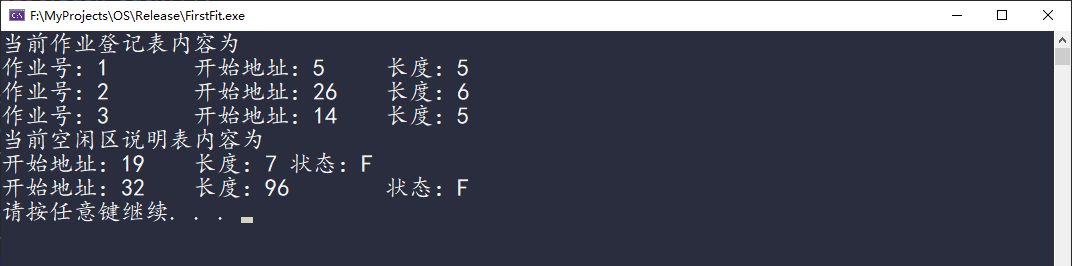 F:\MyProjects\OS\Release\FirstFit.exe
当前作业登记表内容为
作业号：1 开始地址：5 长度：5
作业号：2 开始地址：26 长度：6
作业号：3 开始地址：14 长度：5
当前空闲区说明表内容为
开始地址：19 长度：7 状态：F
开始地址：32 长度：96 状态：F
请按任意键继续. . .